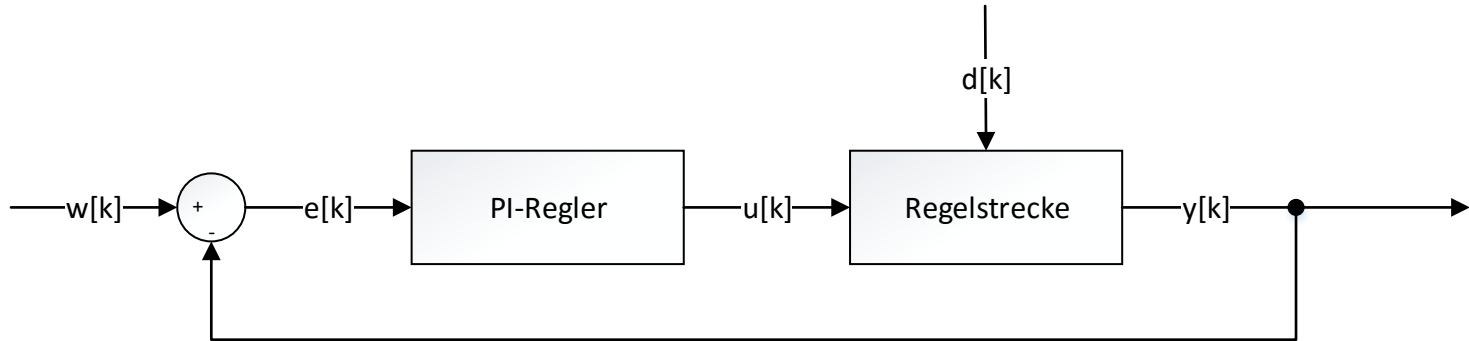 d[k]
w[k]
+
-
e[k]
PI-Regler
u[k]
Regelstrecke
y[k]